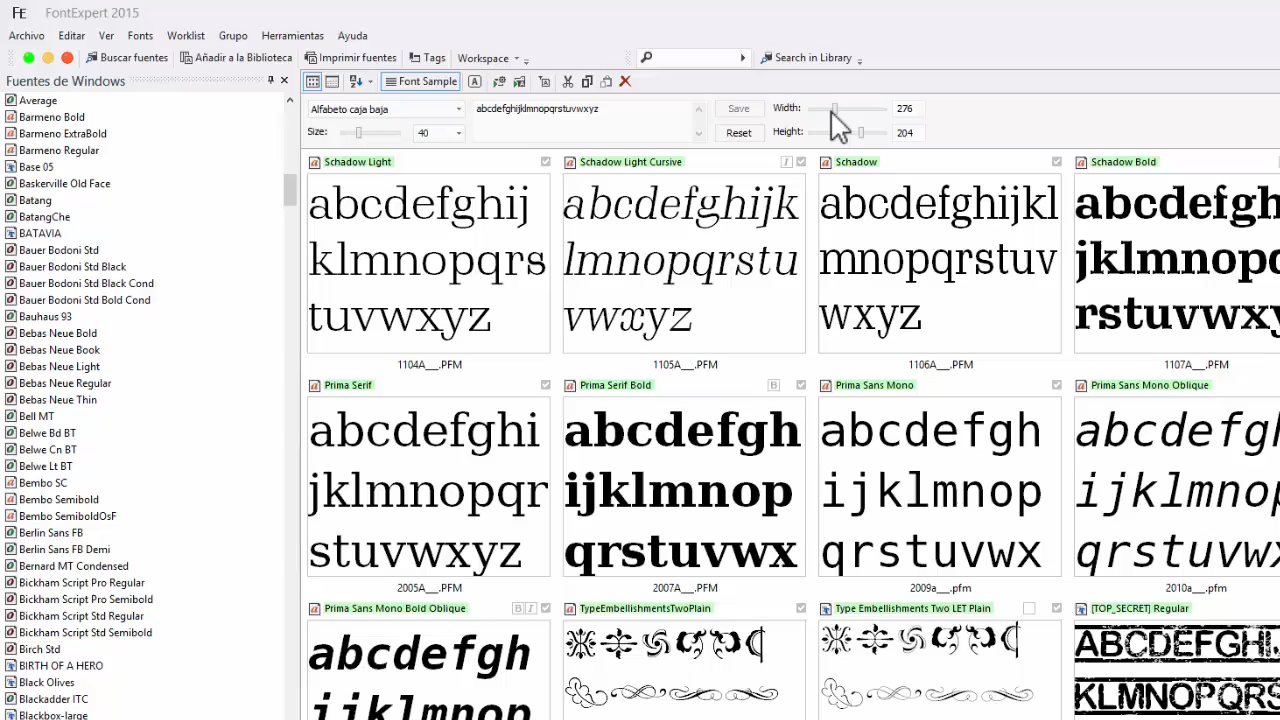 FE FontExpert 2015
Archivo Editar Ver Fonts Worklist Grupo Herramientas Ayuda
Buscar fuentes Añadir a la Biblioteca Imprimir fuentes Tags Workspace Search in Library
Fuentes de Windows
Font Sample
Alfabeto caja baja
abcdefghijklmnopqrstuvwxyz
Save
Width: 276
Size: 40
Reset
Height: 204
Average
Barmeno Bold
Barmeno ExtraBold
Barmeno Regular
Base 05
Baskerville Old Face
Batang
BatangChe
BATAVIA
Bauer Bodoni Std
Bauer Bodoni Std Black
Bauer Bodoni Std Black Cond
Bauer Bodoni Std Bold Cond
Bauhaus 93
Bebas Neue Bold
Bebas Neue Book
Bebas Neue Light
Bebas Neue Regular
Bebas Neue Thin
Bell MT
Belwe Bd BT
Belwe Cn BT
Belwe Lt BT
Bembo SC
Bembo Semibold
Bembo SemiboldOsF
Berlin Sans FB
Berlin Sans FB Demi
Bernard MT Condensed
Bickham Script Pro Regular
Bickham Script Pro Semibold
Bickham Script Std Regular
Bickham Script Std Semibold
Birch Std
BIRTH OF A HERO
Black Olives
Blackadder ITC
Blackbox-large
Schadow Light
abcdefghij
klmnopqrs
tuvwxyz
1104A___.PFM
Schadow Light Cursive I
abcdefghijk
lmnopqrstu
vwxyz
1105A___.PFM
Schadow
abcdefghijkl
mnopqrstuv
wxyz
1106A___.PFM
Schadow Bold
abcdefgh
jklmnopq
rstuvwxy
1107A___.PFM
Prima Serif
abcdefghi
jklmnopqr
stuvwxyz
2005A___.PFM
Prima Serif Bold B
abcdefgh
ijklmnop
qrstuvwx
2007A___.PFM
Prima Sans Mono
abcdefgh
ijklmnop
qrstuvwx
2009a___.pfm
Prima Sans Mono Oblique
abcdefgh
ijklmno
qrstuvw
2010a___.pfm
Prima Sans Mono Bold Oblique B I
abcdefgh
ijklmnop
TypeEmbellishmentsTwoPlain
Type Embellishments Two LET Plain
[TOP_SECRET] Regular
ABCDEFGHIJ
KLMNOPQRS